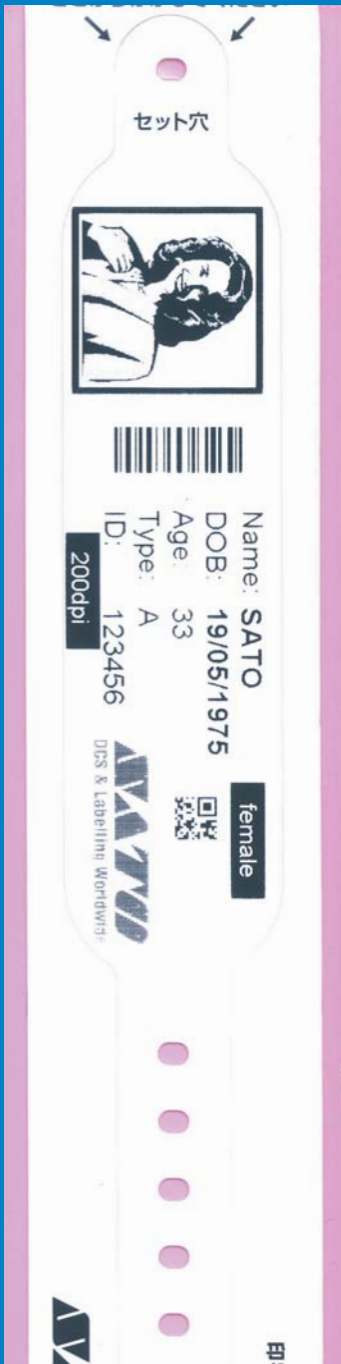 セット穴
Name: SATO
DOB: 19/05/1975
Age: 33
Type: A
ID: 123456
200dpi
female
SATO
DCS & Labelling Worldwide
印